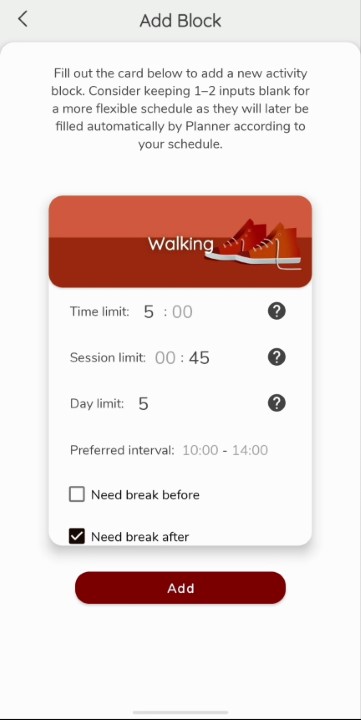 Add Block
Fill out the card below to add a new activity
block. Consider keeping 1–2 inputs blank for
a more flexible schedule as they will later be
filled automatically by Planner according to
your schedule.
Walking
Time limit: 5 : 00 ?
Session limit: 00 : 45 ?
Day limit: 5 ?
Preferred interval: 10:00 - 14:00
Need break before
Need break after
Add